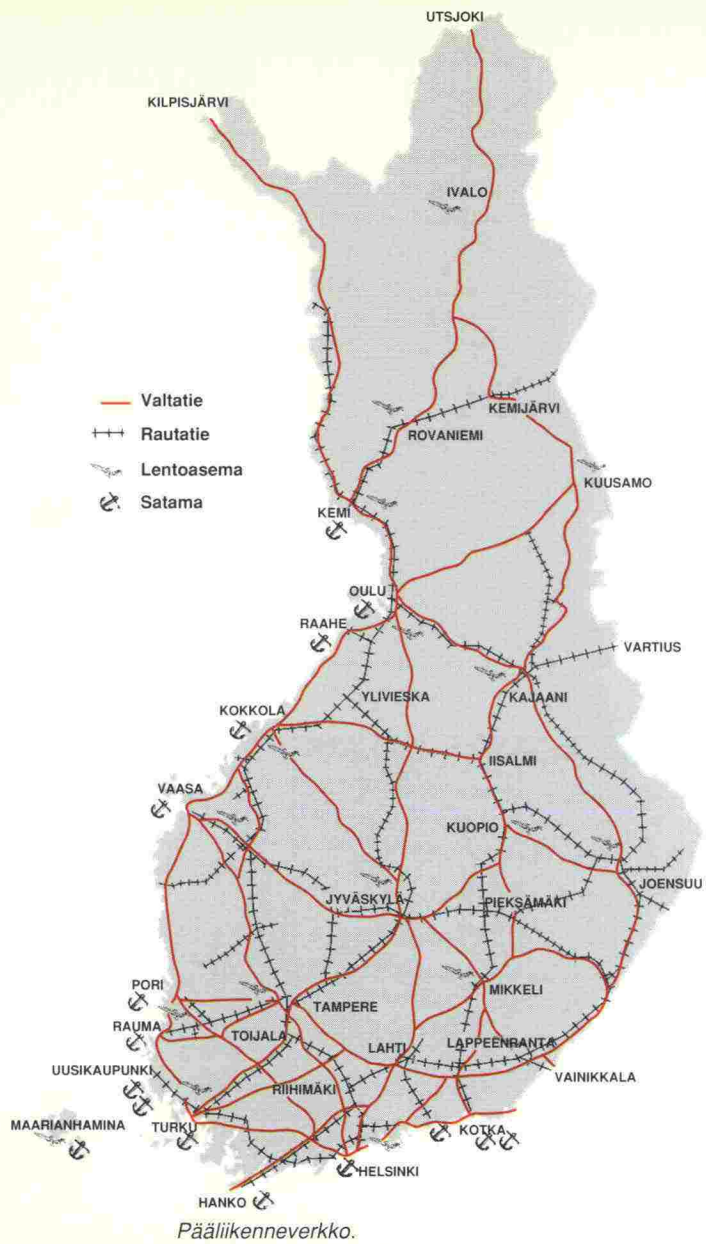 UTSJOKI
KILPISJÄRVI
IVALO
Valtatie
Rautatie
Lentoasema
Satama
KEMIJÄRVI
ROVANIEMI
KUUSAMO
KEMI
OULU
RAAHE
VARTIUS
YLIVIESKA
KAJAANI
KOKKOLA
IISALMI
VAASA
KUOPIO
JOENSUU
JYVÄSKYLÄ
PIEKSÄMÄKI
PORI
MIKKELI
TAMPERE
RAUMA
TOIJALA
LAHTI
LAPPEENRANTA
UUSIKAUPUNKI
RIIHIMÄKI
VAINIKKALA
MAARIANHAMINA
TURKU
KOTKA
HELSINKI
HANKO
Pääliikenneverkko.